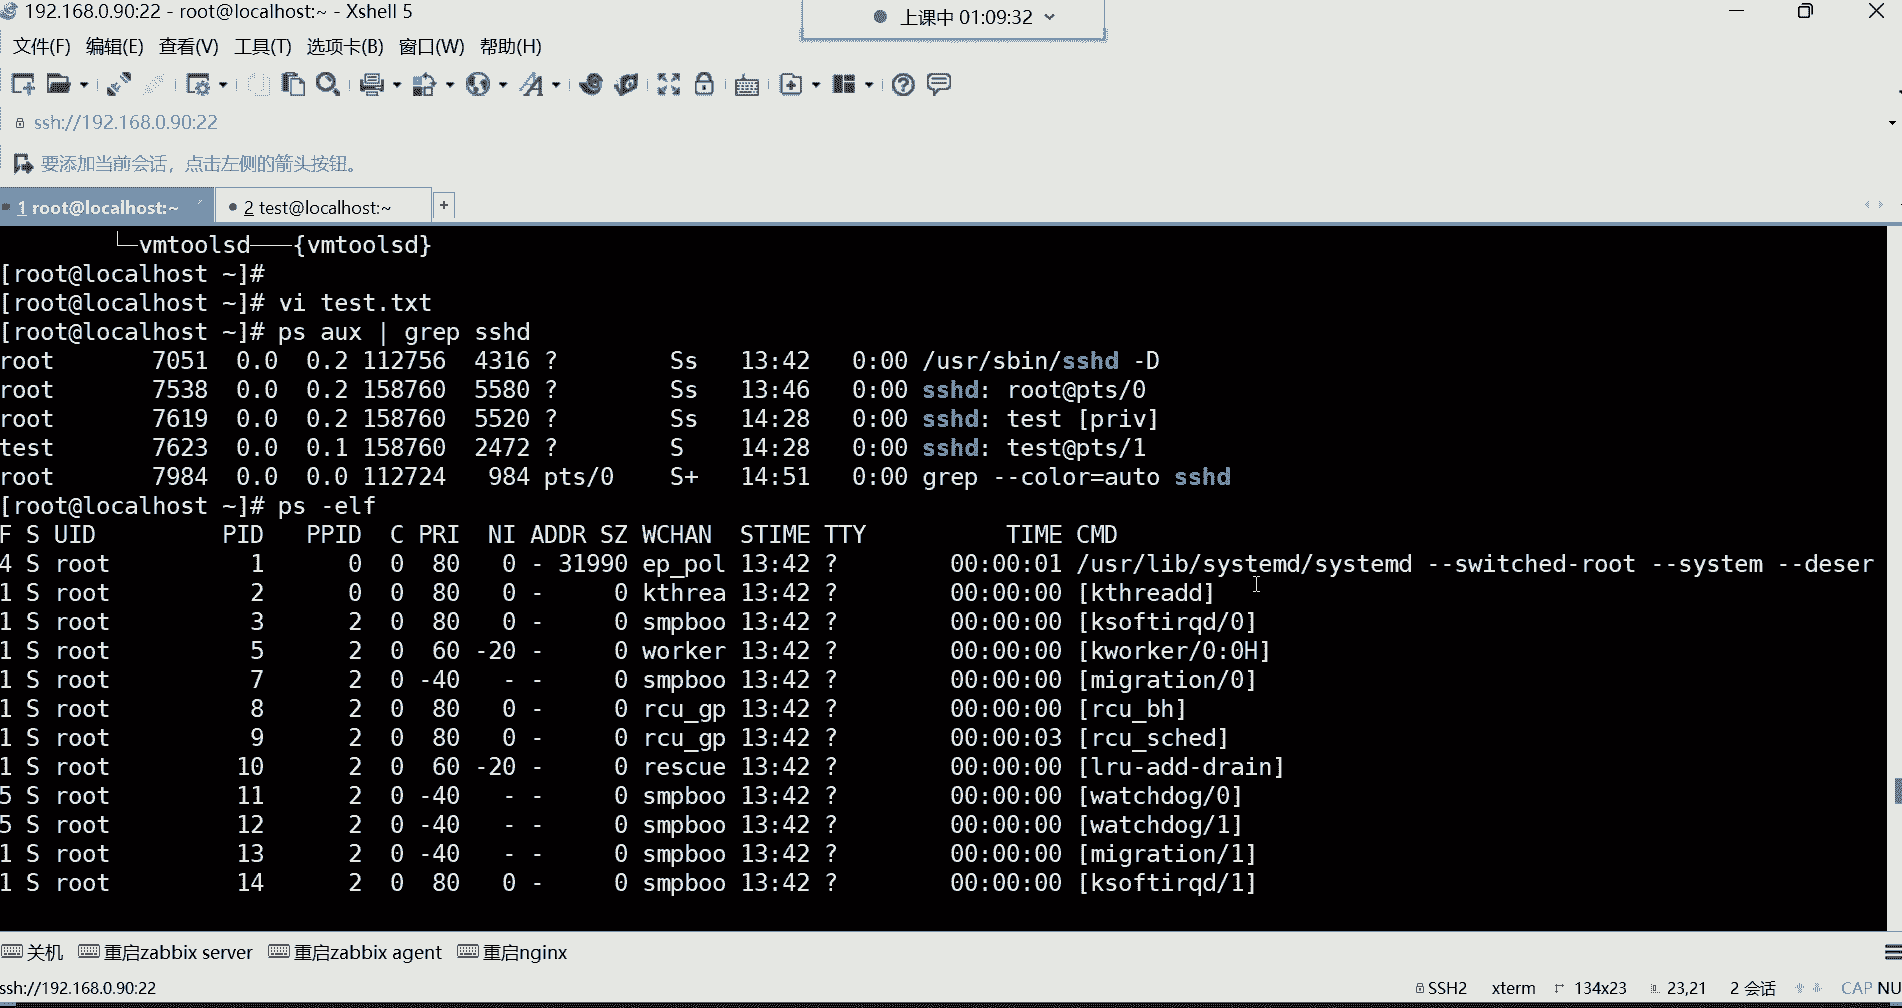 192.168.0.90:22 - root@localhost:~ - Xshell 5
上课中 01:09:32
文件(F) 编辑(E) 查看(V) 工具(T) 选项卡(B) 窗口(W) 帮助(H)
ssh://192.168.0.90:22
要添加当前会话，点击左侧的箭头按钮。
1 root@localhost:~ 2 test@localhost:~ +
└─vmtoolsd───{vmtoolsd}
[root@localhost ~]#
[root@localhost ~]# vi test.txt
[root@localhost ~]# ps aux | grep sshd
root 7051 0.0 0.2 112756 4316 ? Ss 13:42 0:00 /usr/sbin/sshd -D
root 7538 0.0 0.2 158760 5580 ? Ss 13:46 0:00 sshd: root@pts/0
root 7619 0.0 0.2 158760 5520 ? Ss 14:28 0:00 sshd: test [priv]
test 7623 0.0 0.1 158760 2472 ? S 14:28 0:00 sshd: test@pts/1
root 7984 0.0 0.0 112724 984 pts/0 S+ 14:51 0:00 grep --color=auto sshd
[root@localhost ~]# ps -elf
F S UID PID PPID C PRI NI ADDR SZ WCHAN STIME TTY TIME CMD
4 S root 1 0 0 80 0 - 31990 ep_pol 13:42 ? 00:00:01 /usr/lib/systemd/systemd --switched-root --system --deser
1 S root 2 0 0 80 0 - 0 kthrea 13:42 ? 00:00:00 [kthreadd]
1 S root 3 2 0 80 0 - 0 smpboo 13:42 ? 00:00:00 [ksoftirqd/0]
1 S root 5 2 0 60 -20 - 0 worker 13:42 ? 00:00:00 [kworker/0:0H]
1 S root 7 2 0 -40 - - 0 smpboo 13:42 ? 00:00:00 [migration/0]
1 S root 8 2 0 80 0 - 0 rcu_gp 13:42 ? 00:00:00 [rcu_bh]
1 S root 9 2 0 80 0 - 0 rcu_gp 13:42 ? 00:00:03 [rcu_sched]
1 S root 10 2 0 60 -20 - 0 rescue 13:42 ? 00:00:00 [lru-add-drain]
5 S root 11 2 0 -40 - - 0 smpboo 13:42 ? 00:00:00 [watchdog/0]
5 S root 12 2 0 -40 - - 0 smpboo 13:42 ? 00:00:00 [watchdog/1]
1 S root 13 2 0 -40 - - 0 smpboo 13:42 ? 00:00:00 [migration/1]
1 S root 14 2 0 80 0 - 0 smpboo 13:42 ? 00:00:00 [ksoftirqd/1]
关机 重启zabbix server 重启zabbix agent 重启nginx
ssh://192.168.0.90:22 SSH2 xterm 134x23 23,21 2 会话 CAP NU